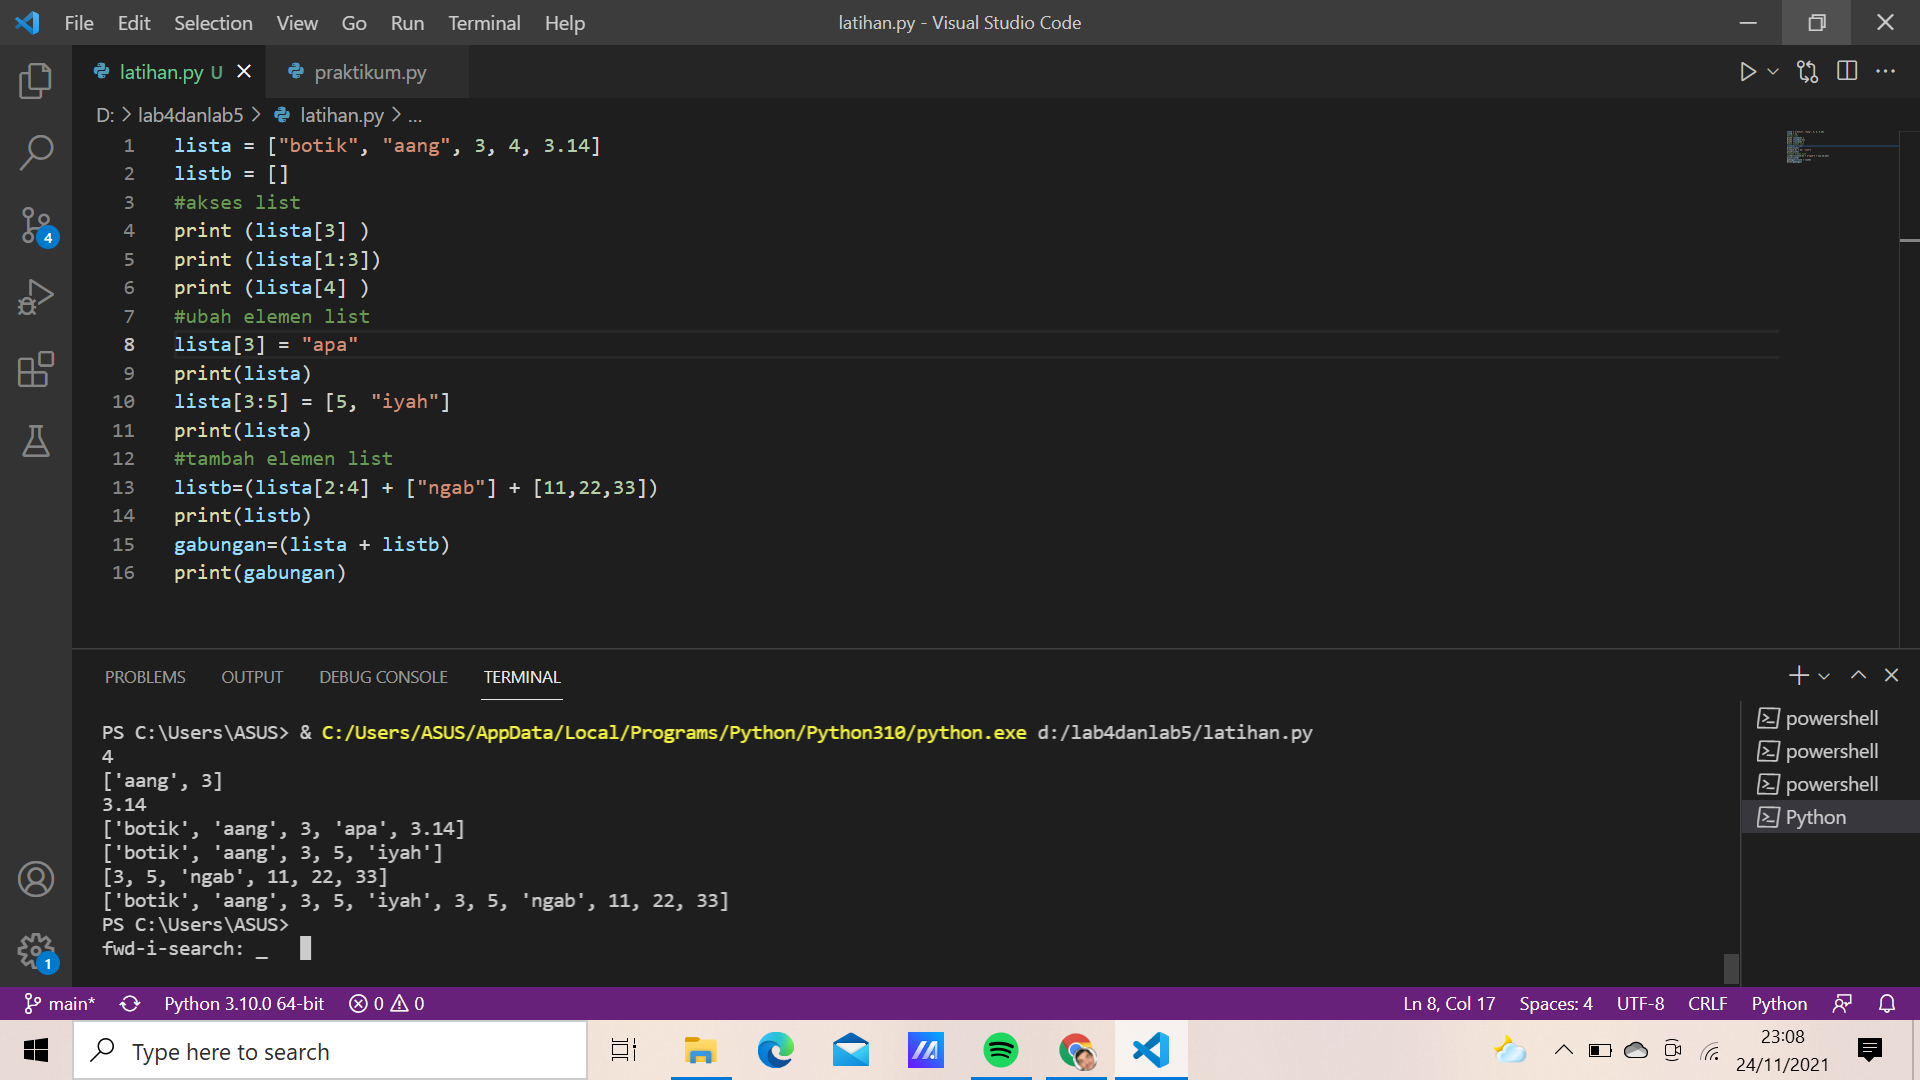 File Edit Selection View Go Run Terminal Help
latihan.py - Visual Studio Code
latihan.py U
praktikum.py
D: > lab4danlab5 > latihan.py > ...
1 lista = ["botik", "aang", 3, 4, 3.14]
2 listb = []
3 #akses list
4 print (lista[3] )
5 print (lista[1:3])
6 print (lista[4] )
7 #ubah elemen list
8 lista[3] = "apa"
9 print(lista)
10 lista[3:5] = [5, "iyah"]
11 print(lista)
12 #tambah elemen list
13 listb=(lista[2:4] + ["ngab"] + [11,22,33])
14 print(listb)
15 gabungan=(lista + listb)
16 print(gabungan)
4
1
PROBLEMS OUTPUT DEBUG CONSOLE TERMINAL
PS C:\Users\ASUS> & C:/Users/ASUS/AppData/Local/Programs/Python/Python310/python.exe d:/lab4danlab5/latihan.py
4
['aang', 3]
3.14
['botik', 'aang', 3, 'apa', 3.14]
['botik', 'aang', 3, 5, 'iyah']
[3, 5, 'ngab', 11, 22, 33]
['botik', 'aang', 3, 5, 'iyah', 3, 5, 'ngab', 11, 22, 33]
PS C:\Users\ASUS>
fwd-i-search: _
powershell
powershell
powershell
Python
main* Python 3.10.0 64-bit 0 0 Ln 8, Col 17 Spaces: 4 UTF-8 CRLF Python
Type here to search
23:08
24/11/2021